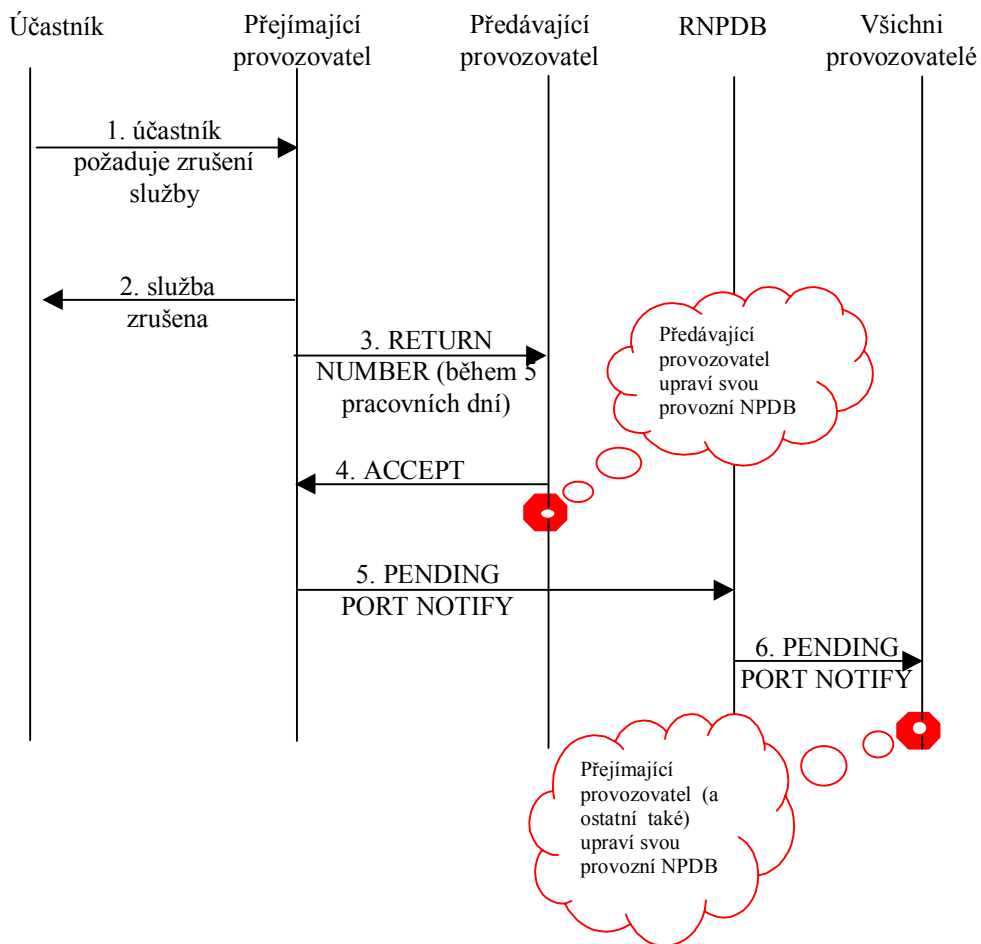 Účastník
Přejímající
provozovatel
Předávající
provozovatel
RNPDB
Všichni
provozovatelé
1. účastník
požaduje zrušení
služby
2. služba
zrušena
3. RETURN
NUMBER (během 5
pracovních dní)
Předávající
provozovatel
upraví svou
provozní NPDB
4. ACCEPT
5. PENDING
PORT NOTIFY
6. PENDING
PORT NOTIFY
Přejímající
provozovatel (a
ostatní také)
upraví svou
provozní NPDB